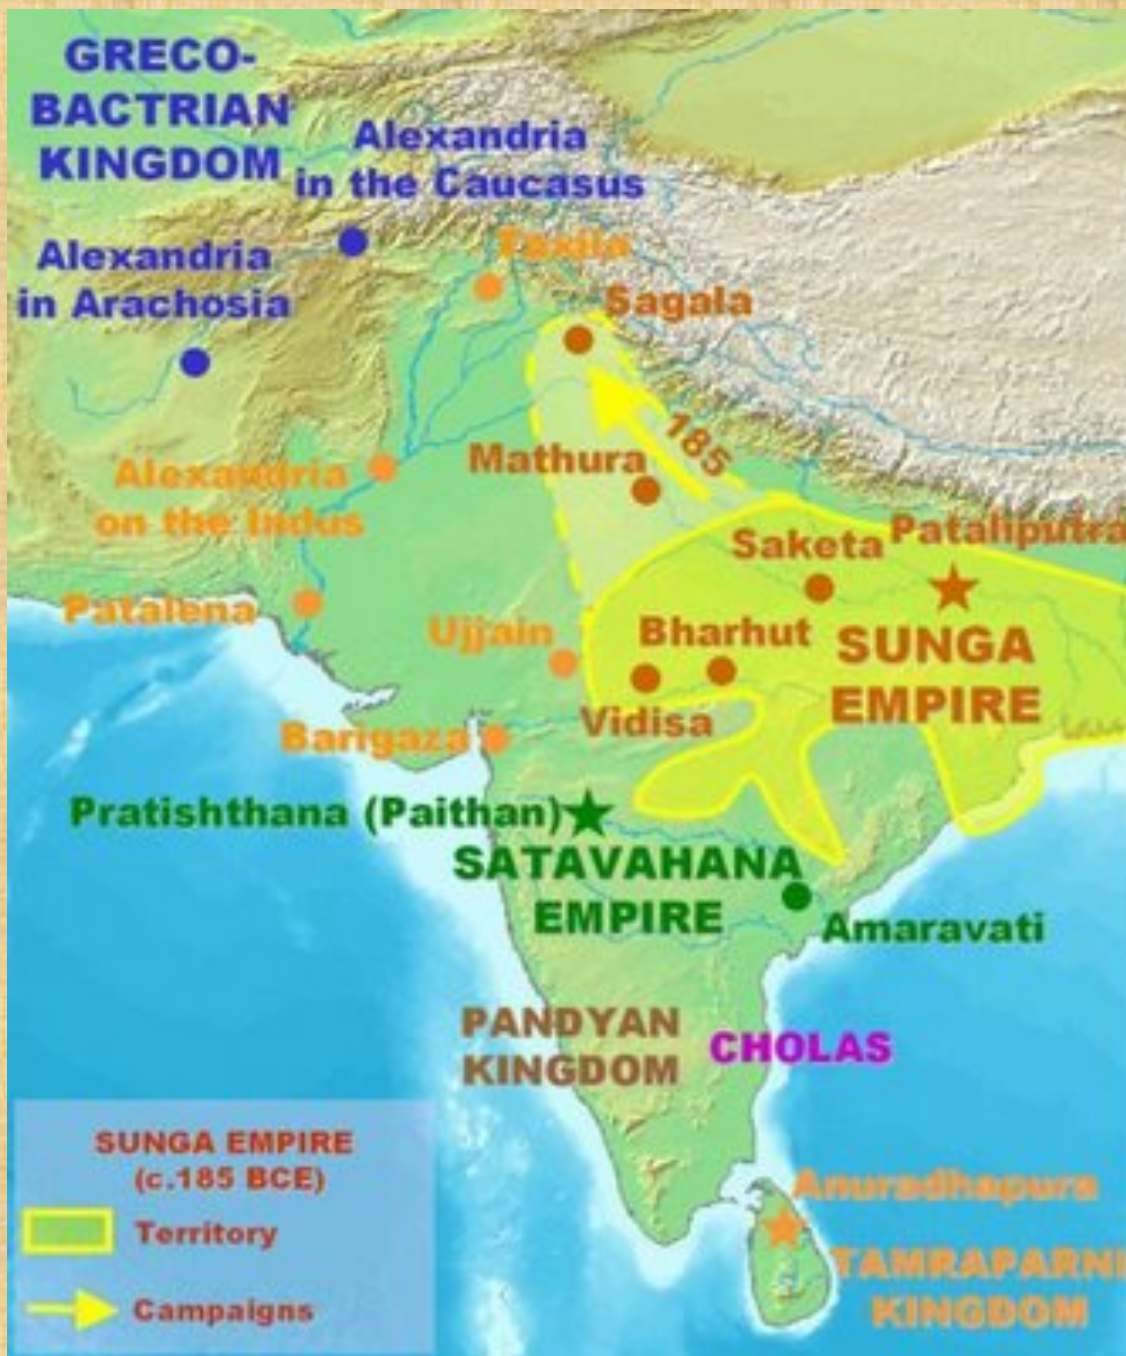 GRECO-
BACTRIAN
KINGDOM
Alexandria
in the Caucasus
Alexandria
in Arachosia
Taxila
Sagala
185
Mathura
Alexandria
on the Indus
Saketa
Pataliputra
Patalena
Ujjain
Bharhut
SUNGA
EMPIRE
Vidisa
Barigaza
Pratishthana (Paithan)
SATAVAHANA
EMPIRE
Amaravati
PANDYAN
KINGDOM
CHOLAS
SUNGA EMPIRE
(c.185 BCE)
Territory
Campaigns
Anuradhapura
TAMRAPARNI
KINGDOM